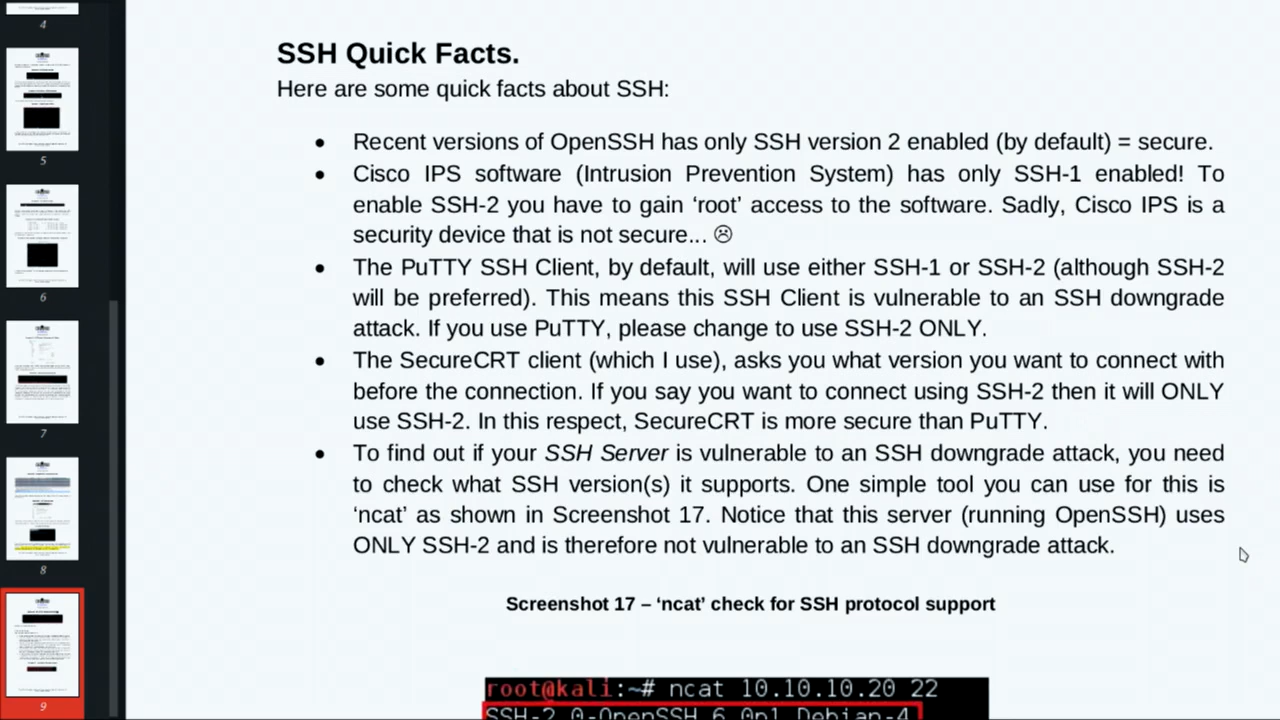 4
5
6
7
8
9
SSH Quick Facts.
Here are some quick facts about SSH:
• Recent versions of OpenSSH has only SSH version 2 enabled (by default) = secure.
• Cisco IPS software (Intrusion Prevention System) has only SSH-1 enabled! To
enable SSH-2 you have to gain ‘root’ access to the software. Sadly, Cisco IPS is a
security device that is not secure... ☹
• The PuTTY SSH Client, by default, will use either SSH-1 or SSH-2 (although SSH-2
will be preferred). This means this SSH Client is vulnerable to an SSH downgrade
attack. If you use PuTTY, please change to use SSH-2 ONLY.
• The SecureCRT client (which I use), asks you what version you want to connect with
before the connection. If you say you want to connect using SSH-2 then it will ONLY
use SSH-2. In this respect, SecureCRT is more secure than PuTTY.
• To find out if your SSH Server is vulnerable to an SSH downgrade attack, you need
to check what SSH version(s) it supports. One simple tool you can use for this is
‘ncat’ as shown in Screenshot 17. Notice that this server (running OpenSSH) uses
ONLY SSH-2 and is therefore not vulnerable to an SSH downgrade attack.
Screenshot 17 – ‘ncat’ check for SSH protocol support
root@kali:~# ncat 10.10.10.20 22
SSH-2.0-OpenSSH_6.0p1 Debian-4